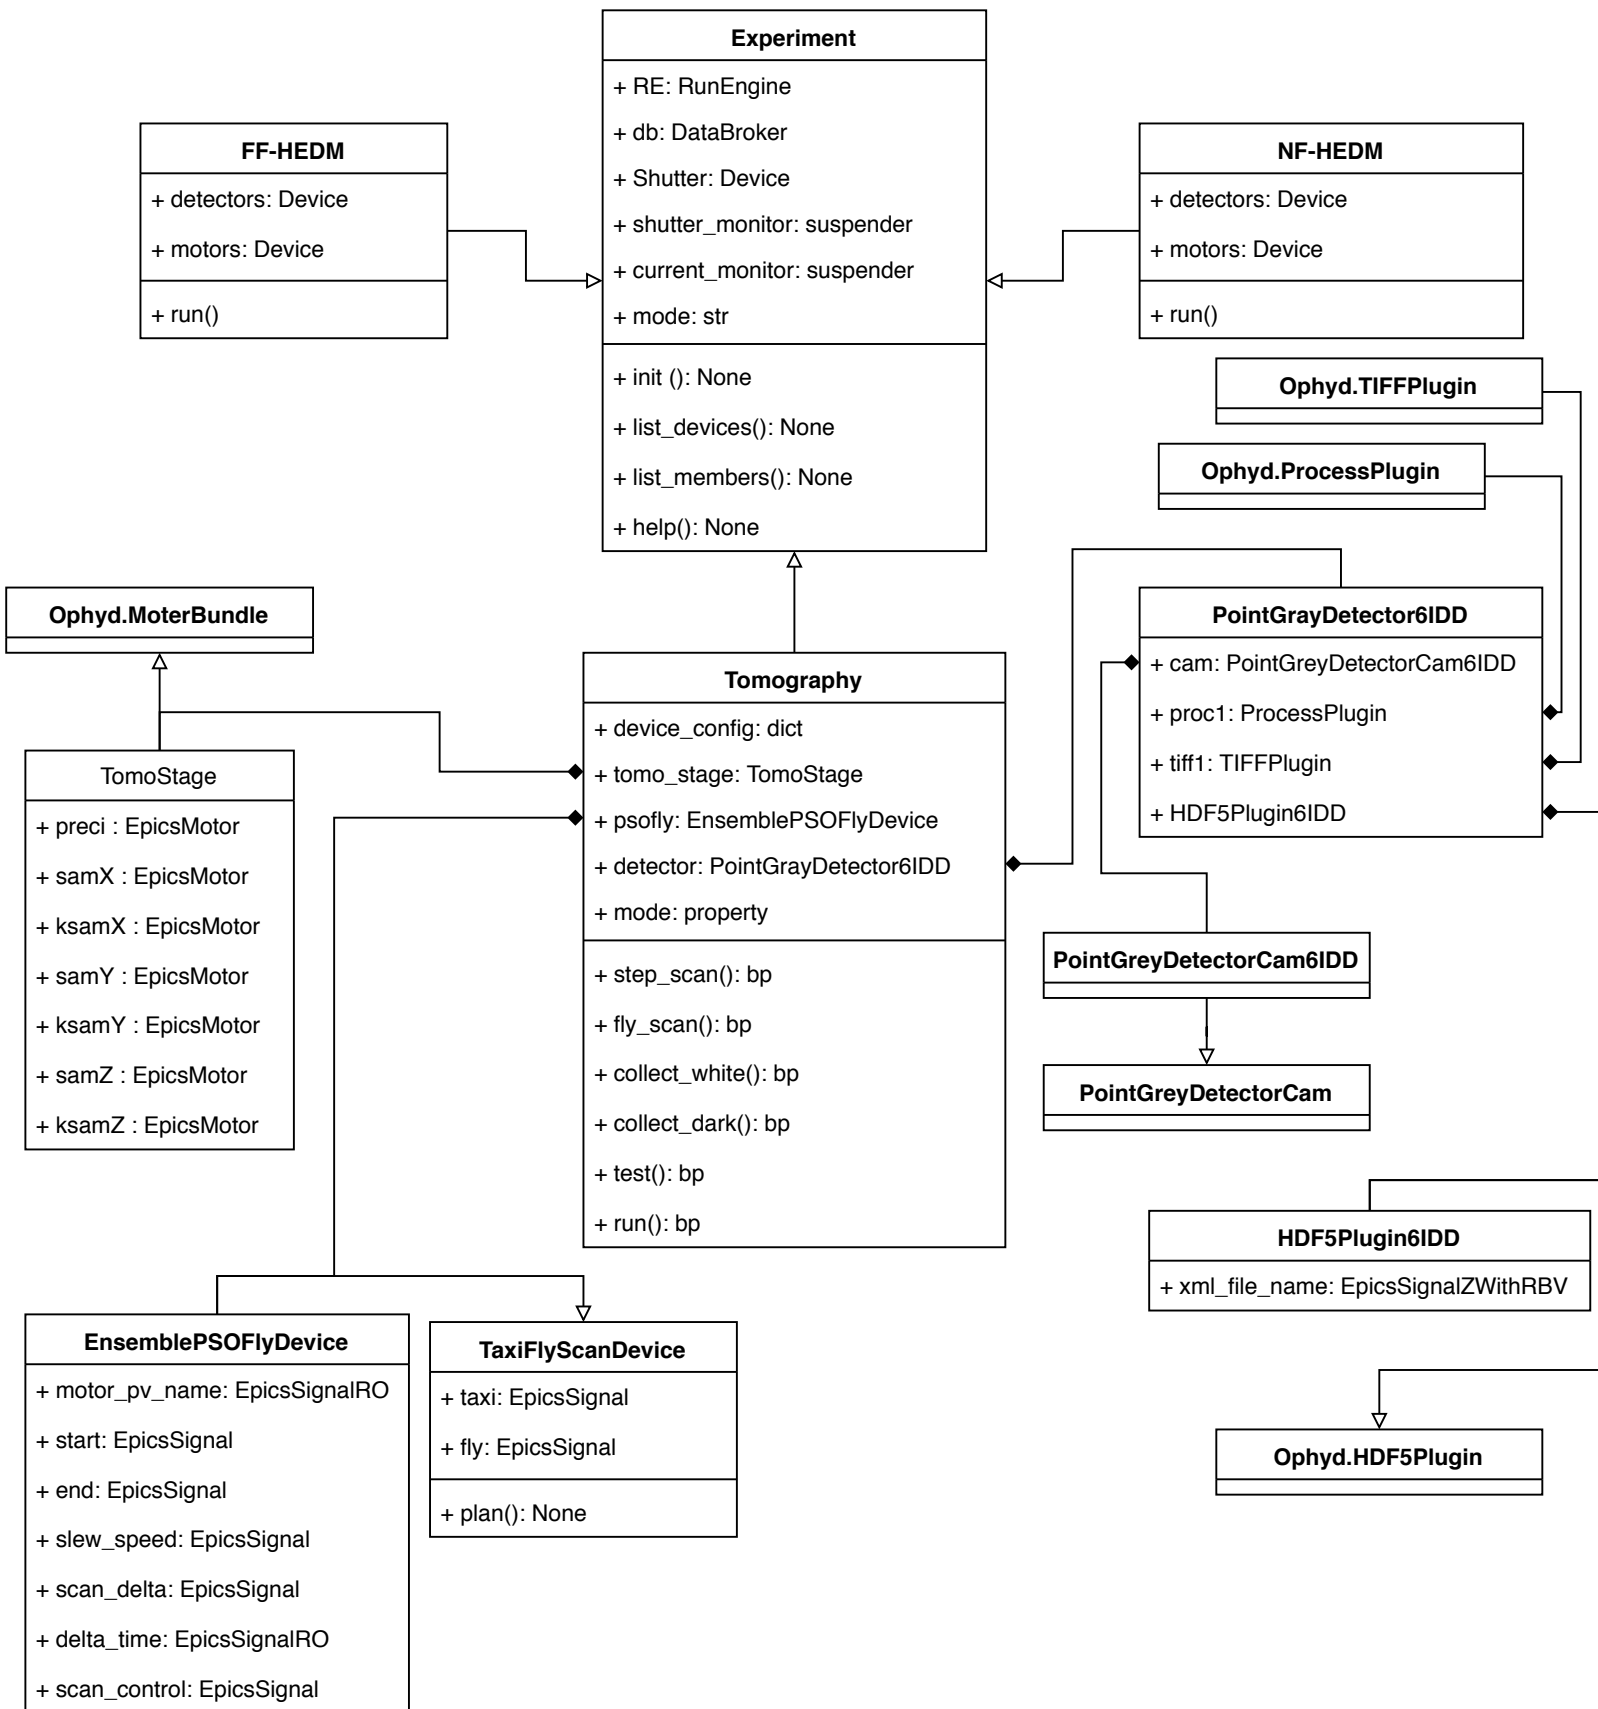 Experiment
+ RE: RunEngine
+ db: DataBroker
+ Shutter: Device
+ shutter_monitor: suspender
+ current_monitor: suspender
+ mode: str
+ init (): None
+ list_devices(): None
+ list_members(): None
+ help(): None
FF-HEDM
+ detectors: Device
+ motors: Device
+ run()
NF-HEDM
+ detectors: Device
+ motors: Device
+ run()
Ophyd.TIFFPlugin
Ophyd.ProcessPlugin
Ophyd.MoterBundle
TomoStage
+ preci : EpicsMotor
+ samX : EpicsMotor
+ ksamX : EpicsMotor
+ samY : EpicsMotor
+ ksamY : EpicsMotor
+ samZ : EpicsMotor
+ ksamZ : EpicsMotor
Tomography
+ device_config: dict
+ tomo_stage: TomoStage
+ psofly: EnsemblePSOFlyDevice
+ detector: PointGrayDetector6IDD
+ mode: property
+ step_scan(): bp
+ fly_scan(): bp
+ collect_white(): bp
+ collect_dark(): bp
+ test(): bp
+ run(): bp
PointGrayDetector6IDD
+ cam: PointGreyDetectorCam6IDD
+ proc1: ProcessPlugin
+ tiff1: TIFFPlugin
+ HDF5Plugin6IDD
PointGreyDetectorCam6IDD
PointGreyDetectorCam
HDF5Plugin6IDD
+ xml_file_name: EpicsSignalZWithRBV
Ophyd.HDF5Plugin
EnsemblePSOFlyDevice
+ motor_pv_name: EpicsSignalRO
+ start: EpicsSignal
+ end: EpicsSignal
+ slew_speed: EpicsSignal
+ scan_delta: EpicsSignal
+ delta_time: EpicsSignalRO
+ scan_control: EpicsSignal
TaxiFlyScanDevice
+ taxi: EpicsSignal
+ fly: EpicsSignal
+ plan(): None